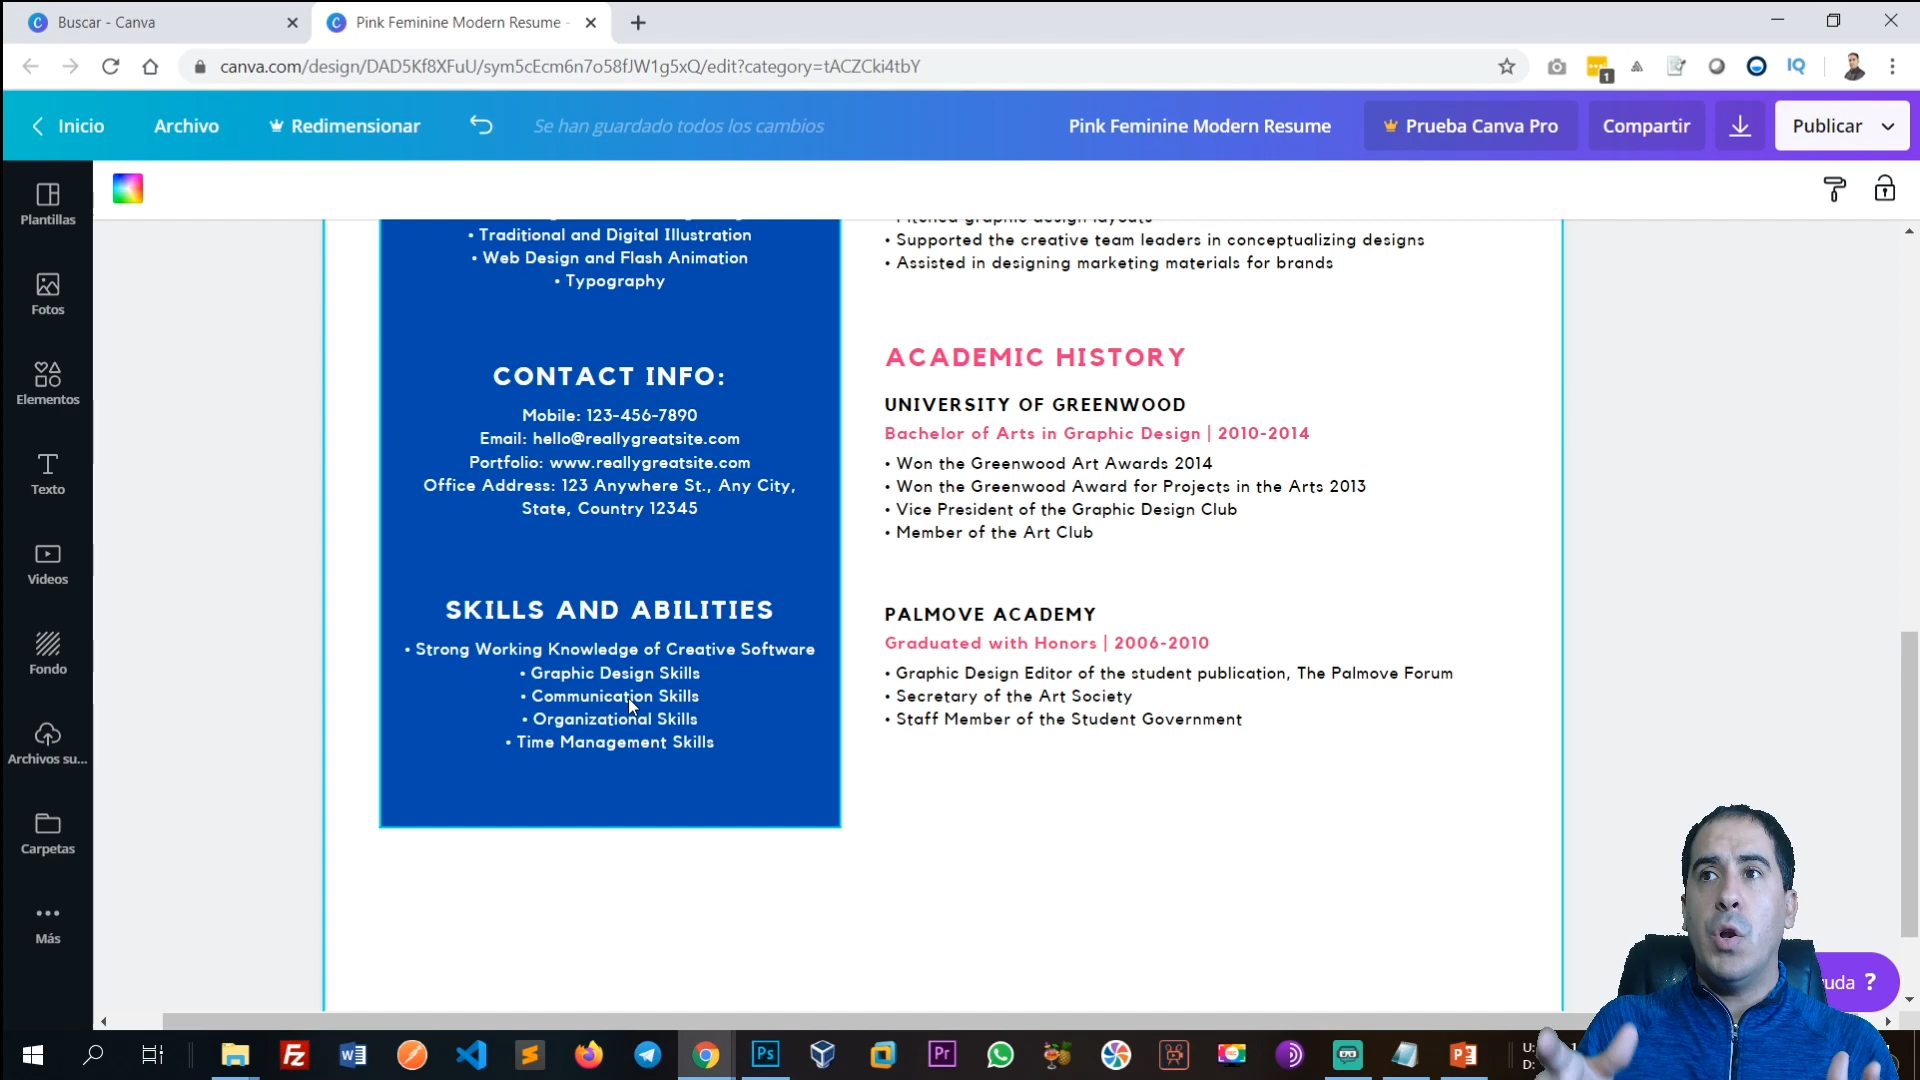 Buscar - Canva
Pink Feminine Modern Resume -
canva.com/design/DAD5Kf8XFuU/sym5cEcm6n7o58fJW1g5xQ/edit?category=tACZCki4tbY
1
IQ
Inicio
Archivo
Redimensionar
Se han guardado todos los cambios
Pink Feminine Modern Resume
Prueba Canva Pro
Compartir
Publicar
Plantillas
Fotos
Elementos
Texto
Videos
Fondo
Archivos su...
Carpetas
Más
• Traditional and Digital Illustration
• Web Design and Flash Animation
• Typography
CONTACT INFO:
Mobile: 123-456-7890
Email: hello@reallygreatsite.com
Portfolio: www.reallygreatsite.com
Office Address: 123 Anywhere St., Any City,
State, Country 12345
SKILLS AND ABILITIES
• Strong Working Knowledge of Creative Software
• Graphic Design Skills
• Communication Skills
• Organizational Skills
• Time Management Skills
• Pitched graphic design layouts
• Supported the creative team leaders in conceptualizing designs
• Assisted in designing marketing materials for brands
ACADEMIC HISTORY
UNIVERSITY OF GREENWOOD
Bachelor of Arts in Graphic Design | 2010-2014
• Won the Greenwood Art Awards 2014
• Won the Greenwood Award for Projects in the Arts 2013
• Vice President of the Graphic Design Club
• Member of the Art Club
PALMOVE ACADEMY
Graduated with Honors | 2006-2010
• Graphic Design Editor of the student publication, The Palmove Forum
• Secretary of the Art Society
• Staff Member of the Student Government
uda ?
Fz
Ps
Pr
U:
D: